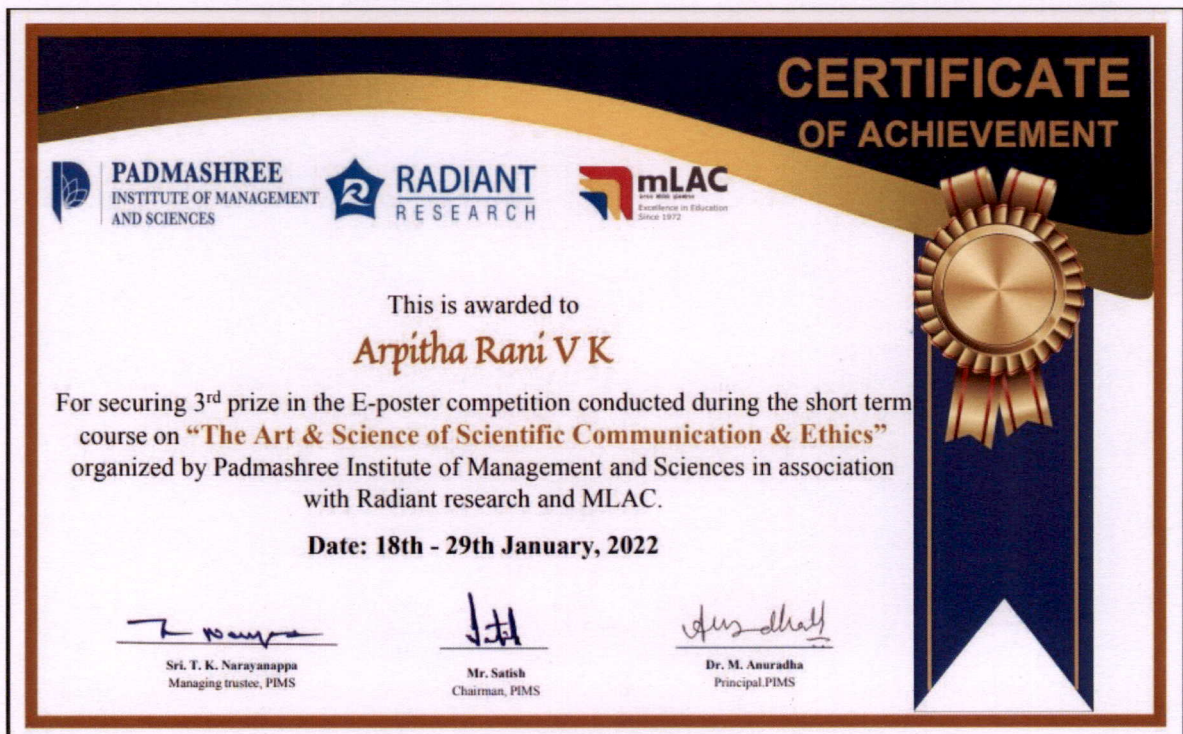 CERTIFICATE
OF ACHIEVEMENT
PADMASHREE
INSTITUTE OF MANAGEMENT
AND SCIENCES
RADIANT
RESEARCH
mLAC
Excellence in Education
Since 1972
This is awarded to
Arpitha Rani V K
For securing 3rd prize in the E-poster competition conducted during the short term
course on “The Art & Science of Scientific Communication & Ethics”
organized by Padmashree Institute of Management and Sciences in association
with Radiant research and MLAC.
Date: 18th - 29th January, 2022
Sri. T. K. Narayanappa
Managing trustee, PIMS
Mr. Satish
Chairman, PIMS
Dr. M. Anuradha
Principal.PIMS